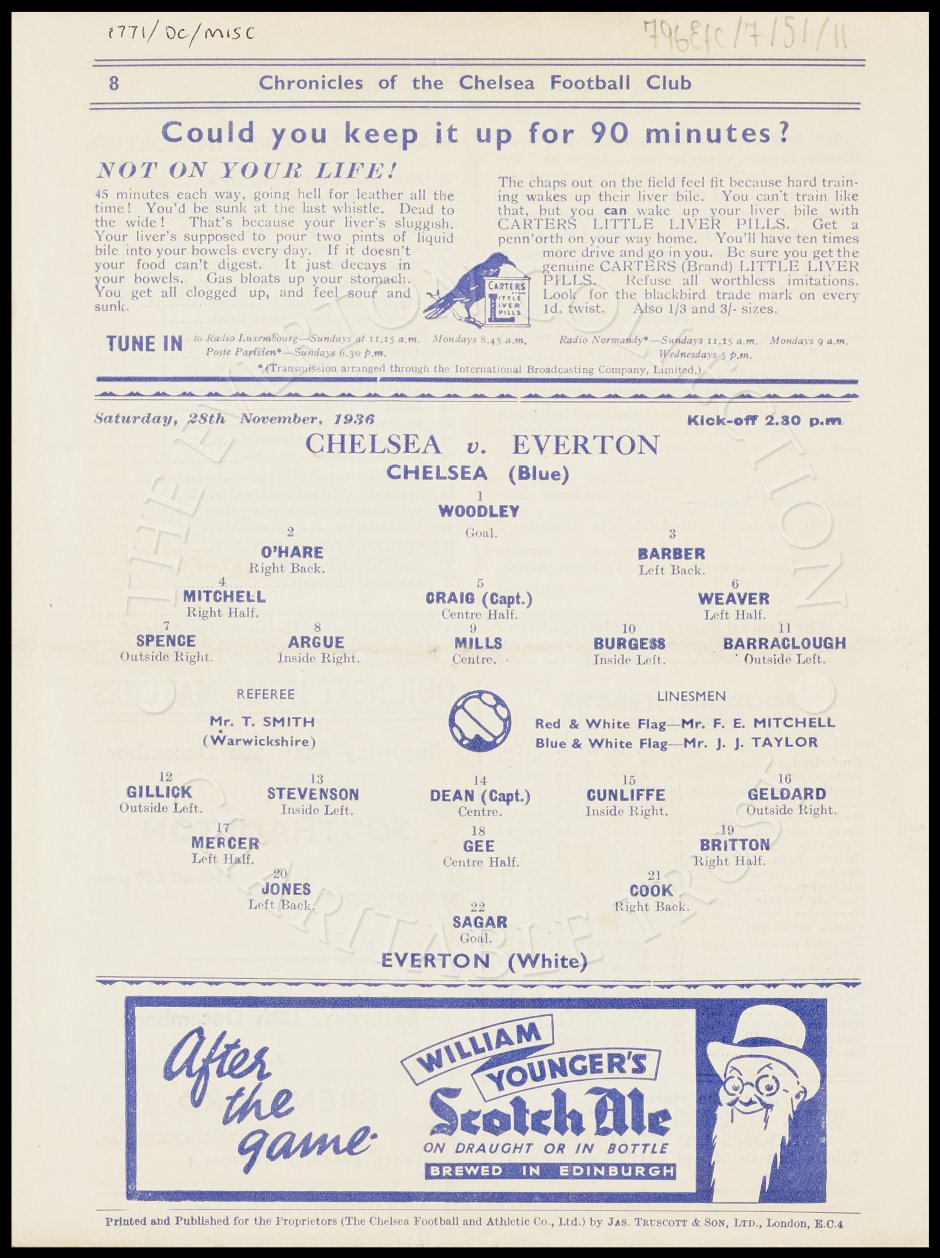 1771/DC/MISC
796EFC/7/51/11
8 Chronicles of the Chelsea Football Club
Could you keep it up for 90 minutes?
NOT ON YOUR LIFE!
45 minutes each way, going hell for leather all the
time! You'd be sunk at the last whistle. Dead to
the wide! That's because your liver's sluggish.
Your liver's supposed to pour two pints of liquid
bile into your bowels every day. If it doesn't
your food can't digest. It just decays in
your bowels. Gas bloats up your stomach.
You get all clogged up, and feel sour and
sunk.
The chaps out on the field feel fit because hard train-
ing wakes up their liver bile. You can't train like
that, but you can wake up your liver bile with
CARTERS LITTLE LIVER PILLS. Get a
penn'orth on your way home. You'll have ten times
more drive and go in you. Be sure you get the
genuine CARTERS (Brand) LITTLE LIVER
PILLS. Refuse all worthless imitations.
Look for the blackbird trade mark on every
1d. twist. Also 1/3 and 3/- sizes.
CARTERS
LITTLE
LIVER
PILLS
TUNE IN to Radio Luxembourg—Sundays at 11.15 a.m. Mondays 8.45 a.m. Radio Normandy*—Sundays 11.15 a.m. Mondays 9 a.m.
Poste Parisien*—Sundays 6.30 p.m. Wednesdays 5 p.m.
*(Transmission arranged through the International Broadcasting Company, Limited.)
Saturday, 28th November, 1936 Kick-off 2.30 p.m
CHELSEA v. EVERTON
CHELSEA (Blue)
1
WOODLEY
Goal.
2 3
O'HARE BARBER
Right Back. Left Back.
4 5 6
MITCHELL CRAIG (Capt.) WEAVER
Right Half. Centre Half. Left Half.
7 8 9 10 11
SPENCE ARGUE MILLS BURGESS BARRACLOUGH
Outside Right. Inside Right. Centre. Inside Left. Outside Left.
REFEREE LINESMEN
Mr. T. SMITH Red & White Flag—Mr. F. E. MITCHELL
(Warwickshire) Blue & White Flag—Mr. J. J. TAYLOR
12 13 14 15 16
GILLICK STEVENSON DEAN (Capt.) CUNLIFFE GELDARD
Outside Left. Inside Left. Centre. Inside Right. Outside Right.
17 18 19
MERCER GEE BRITTON
Left Half. Centre Half. Right Half.
20 21
JONES COOK
Left Back. Right Back.
22
SAGAR
Goal.
EVERTON (White)
After
the
game
WILLIAM
YOUNGER'S
Scotch Ale
ON DRAUGHT OR IN BOTTLE
BREWED IN EDINBURGH
Printed and Published for the Proprietors (The Chelsea Football and Athletic Co., Ltd.) by JAS. TRUSCOTT & SON, LTD., London, E.C.4
THE EVERTON COLLECTION
CHARITABLE TRUST